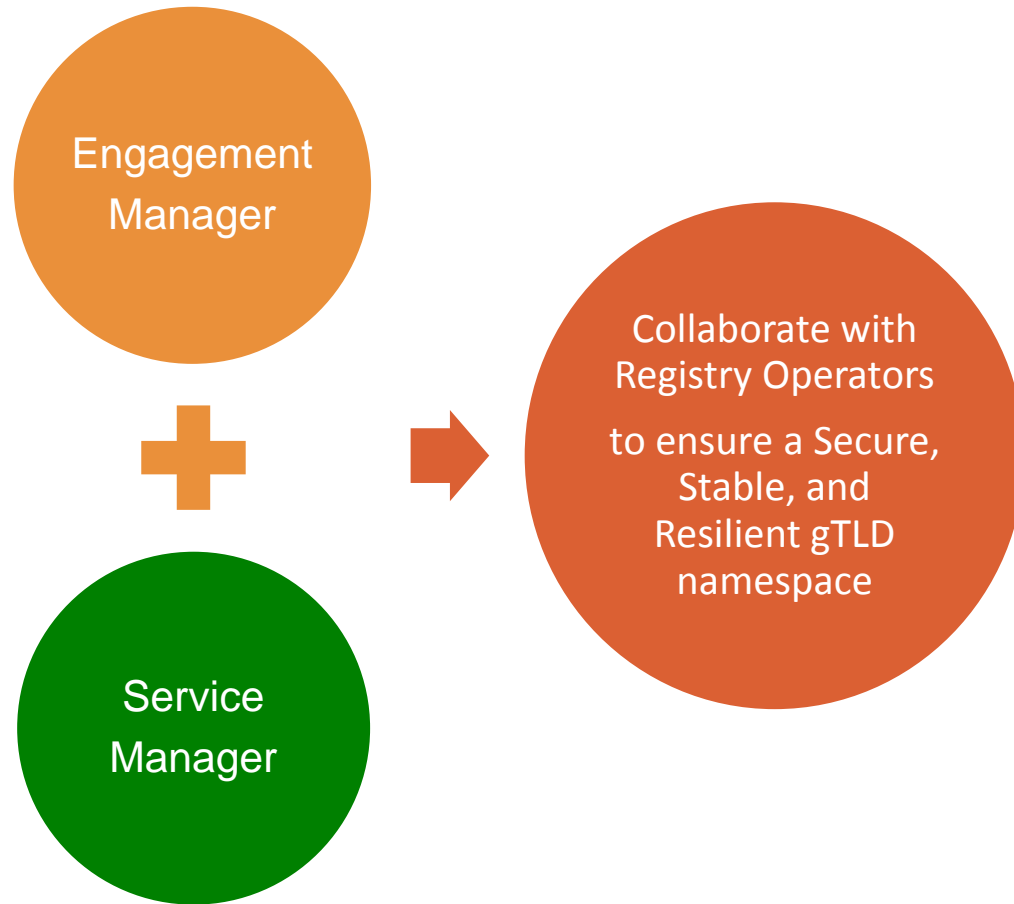 Engagement
Manager
Service
Manager
Collaborate with
Registry Operators
to ensure a Secure,
Stable, and
Resilient gTLD
namespace